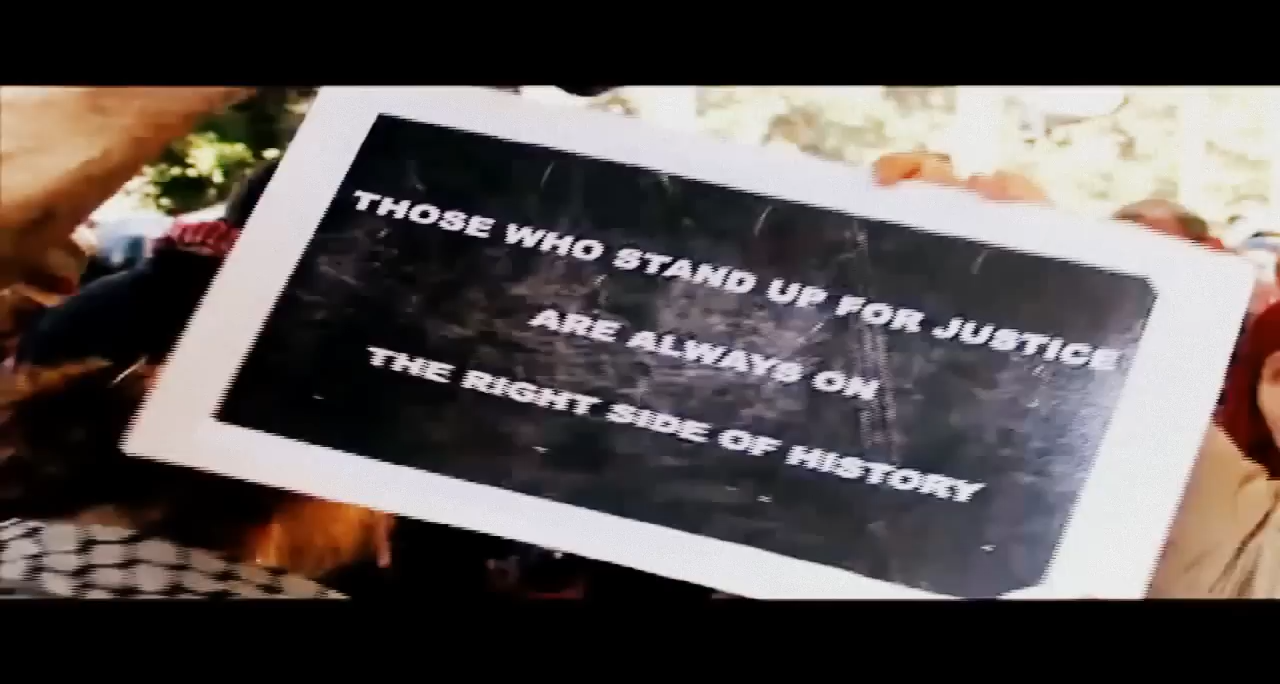 THOSE WHO STAND UP FOR JUSTICE
ARE ALWAYS ON
THE RIGHT SIDE OF HISTORY